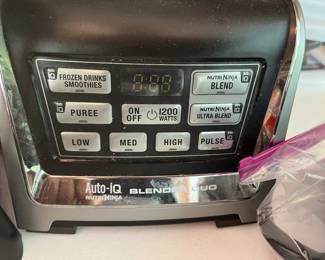 FROZEN DRINKS
SMOOTHIES
NUTRI NINJA
BLEND
PUREE
ON
OFF
1200
WATTS
NUTRI NINJA
ULTRA BLEND
LOW
MED
HIGH
PULSE
Auto-iQ
NUTRI NINJA
BLENDER DUO